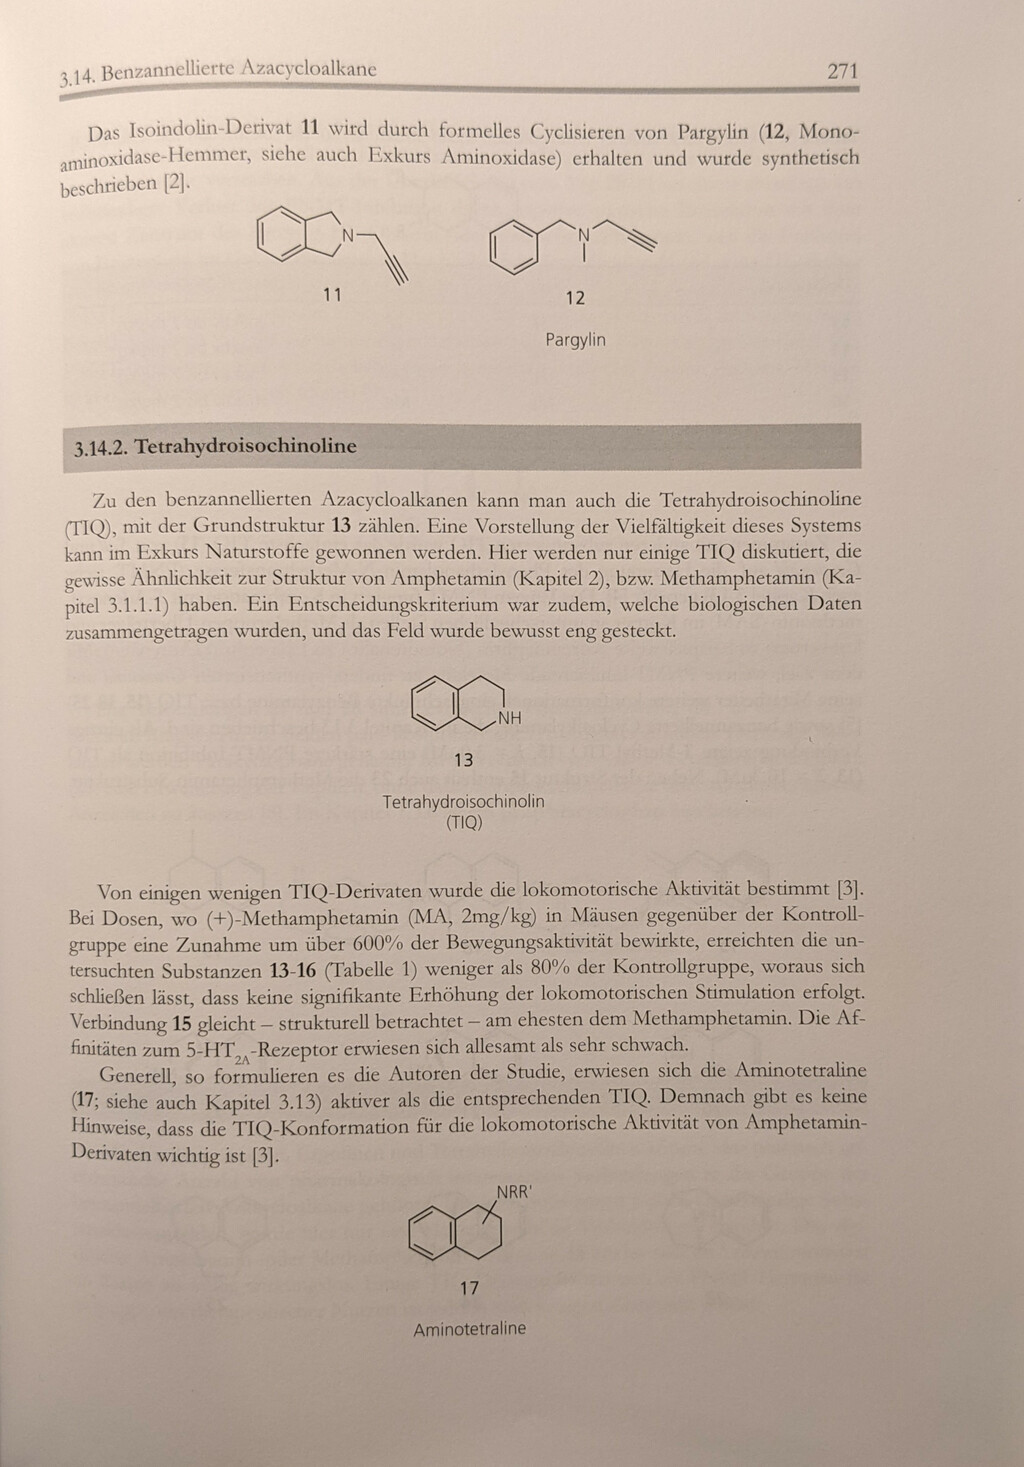 3.14. Benzannellierte Azacycloalkane 271
Das Isoindolin-Derivat 11 wird durch formelles Cyclisieren von Pargylin (12, Mono-
aminoxidase-Hemmer, siehe auch Exkurs Aminoxidase) erhalten und wurde synthetisch
beschrieben [2].
N
N
11
12
Pargylin
3.14.2. Tetrahydroisochinoline
Zu den benzannellierten Azacycloalkanen kann man auch die Tetrahydroisochinoline
(TIQ), mit der Grundstruktur 13 zählen. Eine Vorstellung der Vielfältigkeit dieses Systems
kann im Exkurs Naturstoffe gewonnen werden. Hier werden nur einige TIQ diskutiert, die
gewisse Ähnlichkeit zur Struktur von Amphetamin (Kapitel 2), bzw. Methamphetamin (Ka-
pitel 3.1.1.1) haben. Ein Entscheidungskriterium war zudem, welche biologischen Daten
zusammengetragen wurden, und das Feld wurde bewusst eng gesteckt.
NH
13
Tetrahydroisochinolin
(TIQ)
Von einigen wenigen TIQ-Derivaten wurde die lokomotorische Aktivität bestimmt [3].
Bei Dosen, wo (+)-Methamphetamin (MA, 2mg/kg) in Mäusen gegenüber der Kontroll-
gruppe eine Zunahme um über 600% der Bewegungsaktivität bewirkte, erreichten die un-
tersuchten Substanzen 13-16 (Tabelle 1) weniger als 80% der Kontrollgruppe, woraus sich
schließen lässt, dass keine signifikante Erhöhung der lokomotorischen Stimulation erfolgt.
Verbindung 15 gleicht – strukturell betrachtet – am ehesten dem Methamphetamin. Die Af-
finitäten zum 5-HT2A-Rezeptor erwiesen sich allesamt als sehr schwach.
Generell, so formulieren es die Autoren der Studie, erwiesen sich die Aminotetraline
(17; siehe auch Kapitel 3.13) aktiver als die entsprechenden TIQ. Demnach gibt es keine
Hinweise, dass die TIQ-Konformation für die lokomotorische Aktivität von Amphetamin-
Derivaten wichtig ist [3].
NRR'
17
Aminotetraline